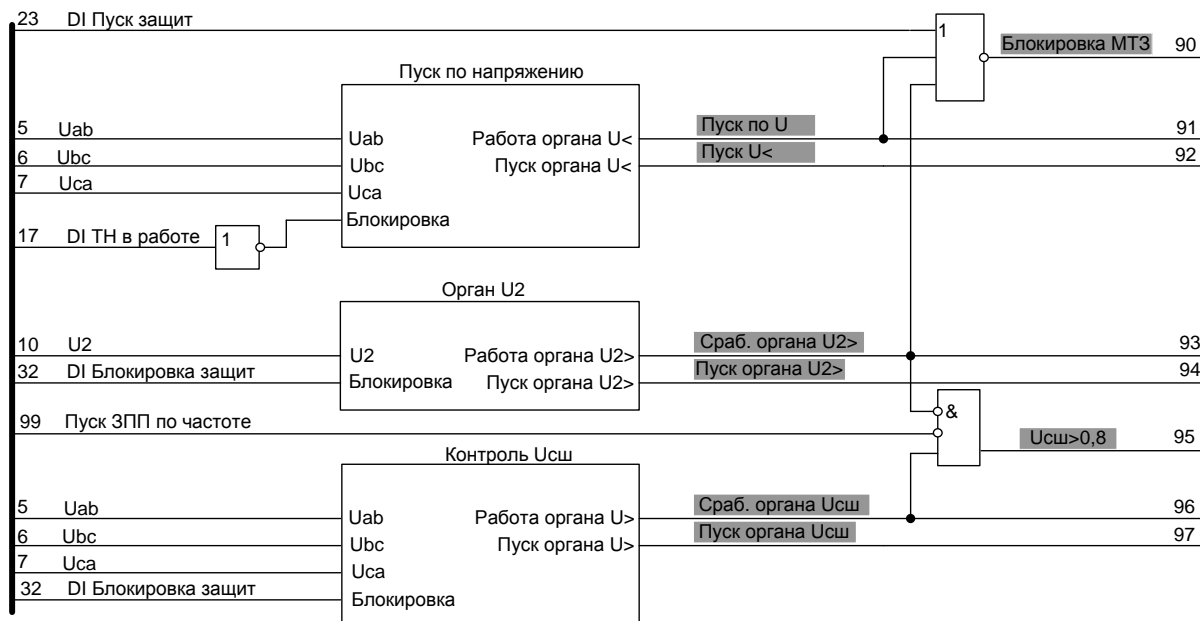 23 DI Пуск защит
1
Блокировка МТЗ 90
Пуск по напряжению
5 Uab
Uab
Работа органа U<
Пуск по U
91
6 Ubc
Ubc
Пуск органа U<
Пуск U<
92
7 Uca
Uca
Блокировка
17 DI ТН в работе
1
Орган U2
10 U2
U2
Работа органа U2>
Сраб. органа U2>
93
32 DI Блокировка защит
Блокировка
Пуск органа U2>
Пуск органа U2>
94
99 Пуск ЗПП по частоте
&
Uсш>0,8
95
Контроль Uсш
5 Uab
Uab
Работа органа U>
Сраб. органа Uсш
96
6 Ubc
Ubc
Пуск органа U>
Пуск органа Uсш
97
7 Uca
Uca
32 DI Блокировка защит
Блокировка